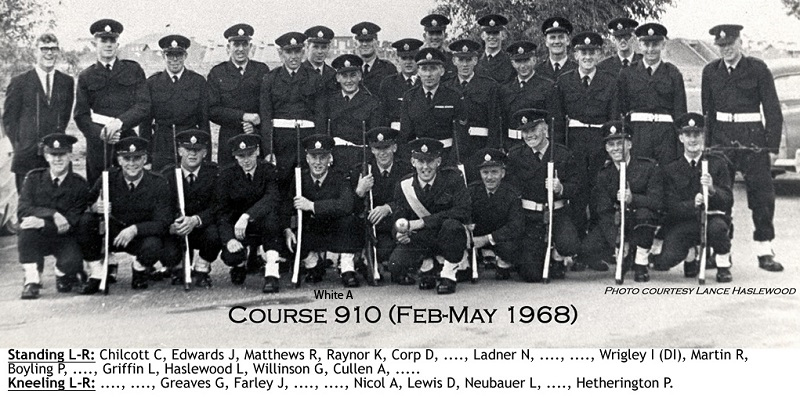 White A
Photo courtesy Lance Haslewood
Course 910 (Feb-May 1968)
Standing L-R: Chilcott C, Edwards J, Matthews R, Raynor K, Corp D, ...., Ladner N, ...., ...., Wrigley I (DI), Martin R,
Boyling P, ...., Griffin L, Haslewood L, Willinson G, Cullen A, .....
Kneeling L-R: ...., ...., Greaves G, Farley J, ...., ...., Nicol A, Lewis D, Neubauer L, ...., Hetherington P.